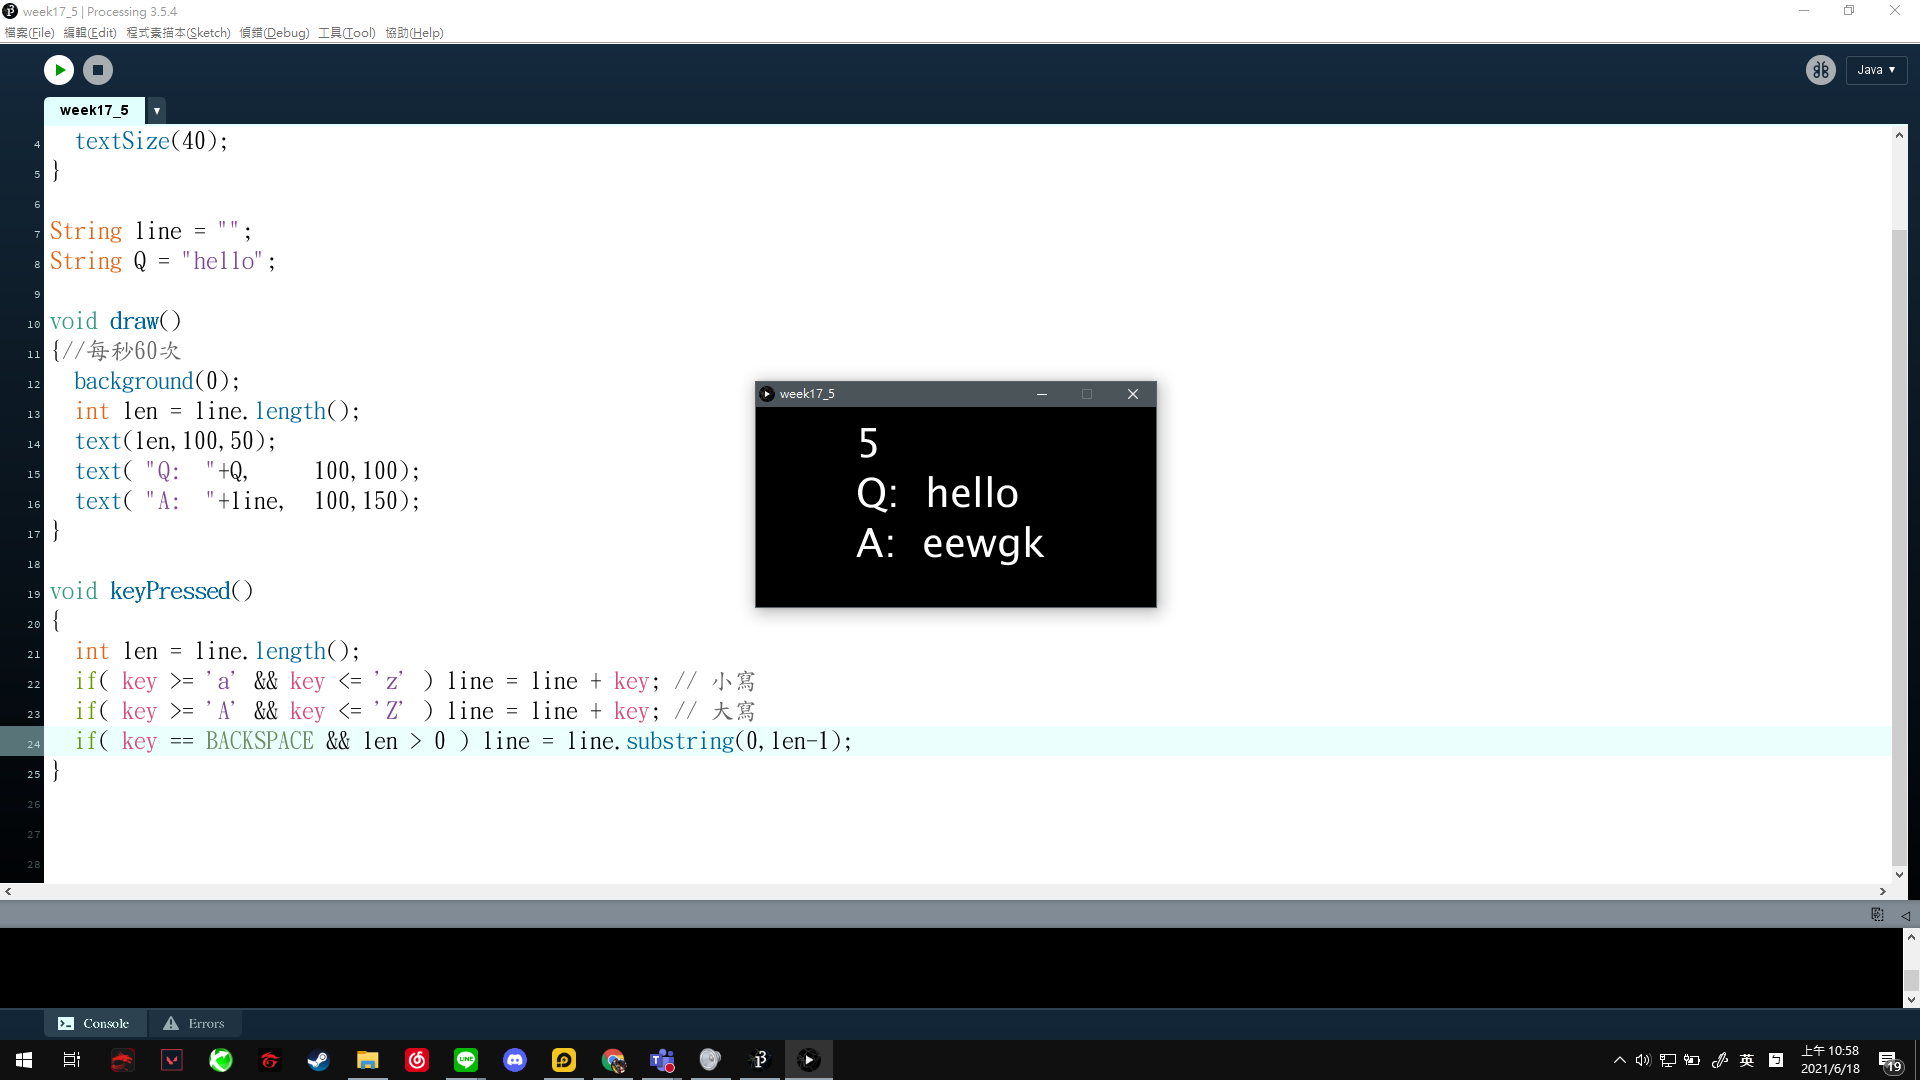 week17_5 | Processing 3.5.4
檔案(File) 編輯(Edit) 程式素描本(Sketch) 偵錯(Debug) 工具(Tool) 協助(Help)
Java ▼
week17_5 ▼
4 textSize(40);
5 }
6
7 String line = "";
8 String Q = "hello";
9
10 void draw()
11 {//每秒60次
12 background(0);
13 int len = line.length();
14 text(len,100,50);
15 text( "Q: "+Q, 100,100);
16 text( "A: "+line, 100,150);
17 }
18
19 void keyPressed()
20 {
21 int len = line.length();
22 if( key >= 'a' && key <= 'z' ) line = line + key; // 小寫
23 if( key >= 'A' && key <= 'Z' ) line = line + key; // 大寫
24 if( key == BACKSPACE && len > 0 ) line = line.substring(0,len-1);
25 }
26
27
28
week17_5
5
Q: hello
A: eewgk
Console Errors
英
上午 10:58
2021/6/18
19